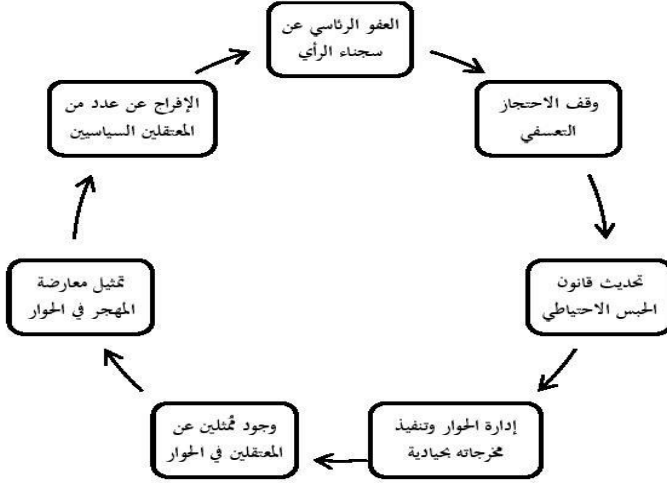 العفو الرئاسي عن
سجناء الرأي
وقف الاحتجاز
التعسفي
تحديث قانون
الحبس الاحتياطي
إدارة الحوار وتنفيذ
مخرجاته بحيادية
وجود مُمثلين عن
المعتقلين في الحوار
تمثيل معارضة
المهجر في الحوار
الإفراج عن عدد من
المعتقلين السياسيين